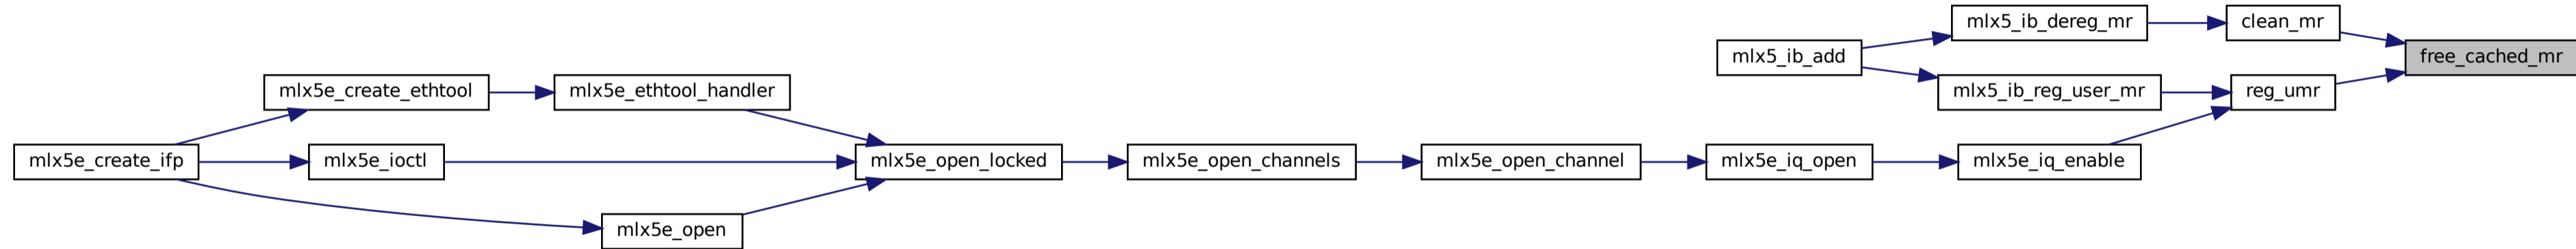 mlx5_ib_dereg_mr
clean_mr
mlx5_ib_add
free_cached_mr
mlx5e_create_ethtool
mlx5e_ethtool_handler
mlx5_ib_reg_user_mr
reg_umr
mlx5e_create_ifp
mlx5e_ioctl
mlx5e_open_locked
mlx5e_open_channels
mlx5e_open_channel
mlx5e_iq_open
mlx5e_iq_enable
mlx5e_open